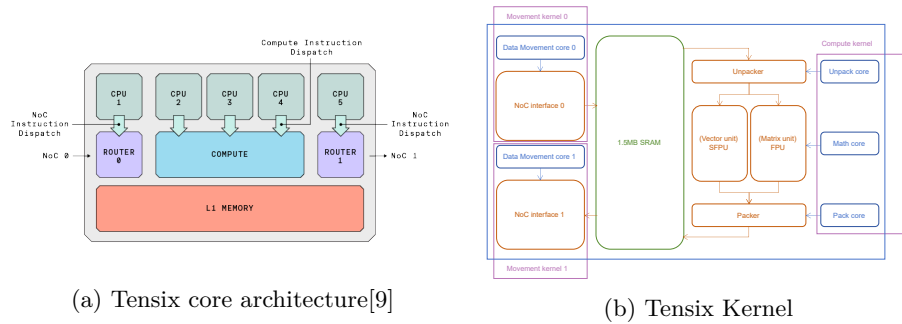 Compute Instruction
Dispatch
CPU
1
CPU
2
CPU
3
CPU
4
CPU
5
NoC
Instruction
Dispatch
NoC
Instruction
Dispatch
NoC 0
ROUTER
0
COMPUTE
ROUTER
1
NoC 1
L1 MEMORY
(a) Tensix core architecture[9]
Movement kernel 0
Data Movement core 0
NoC interface 0
Data Movement core 1
NoC interface 1
Movement kernel 1
1.5MB SRAM
Compute kernel
Unpacker
Unpack core
(Vector unit)
SFPU
(Matrix unit)
FPU
Math core
Packer
Pack core
(b) Tensix Kernel